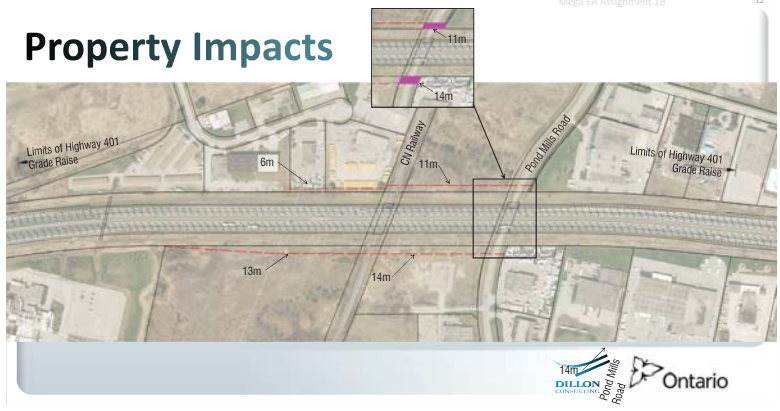 Mega EA Assignment 1B
22
Property Impacts
11m
14m
Limits of Highway 401
Grade Raise
6m
CN Railway
11m
Pond Mills Road
Limits of Highway 401
Grade Raise
13m
14m
14m
DILLON
CONSULTING
Pond Mills
Road
Ontario